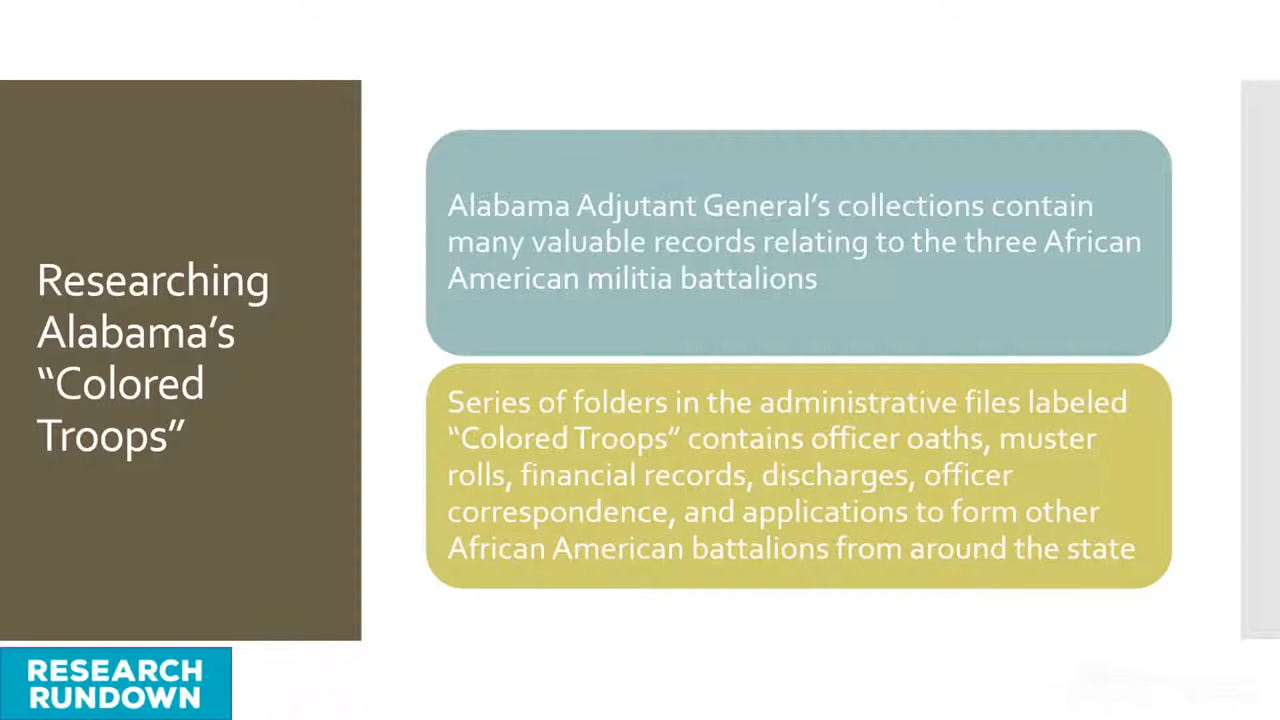 Researching
Alabama’s
“Colored
Troops”
Alabama Adjutant General’s collections contain
many valuable records relating to the three African
American militia battalions
Series of folders in the administrative files labeled
“Colored Troops” contains officer oaths, muster
rolls, financial records, discharges, officer
correspondence, and applications to form other
African American battalions from around the state
RESEARCH
RUNDOWN